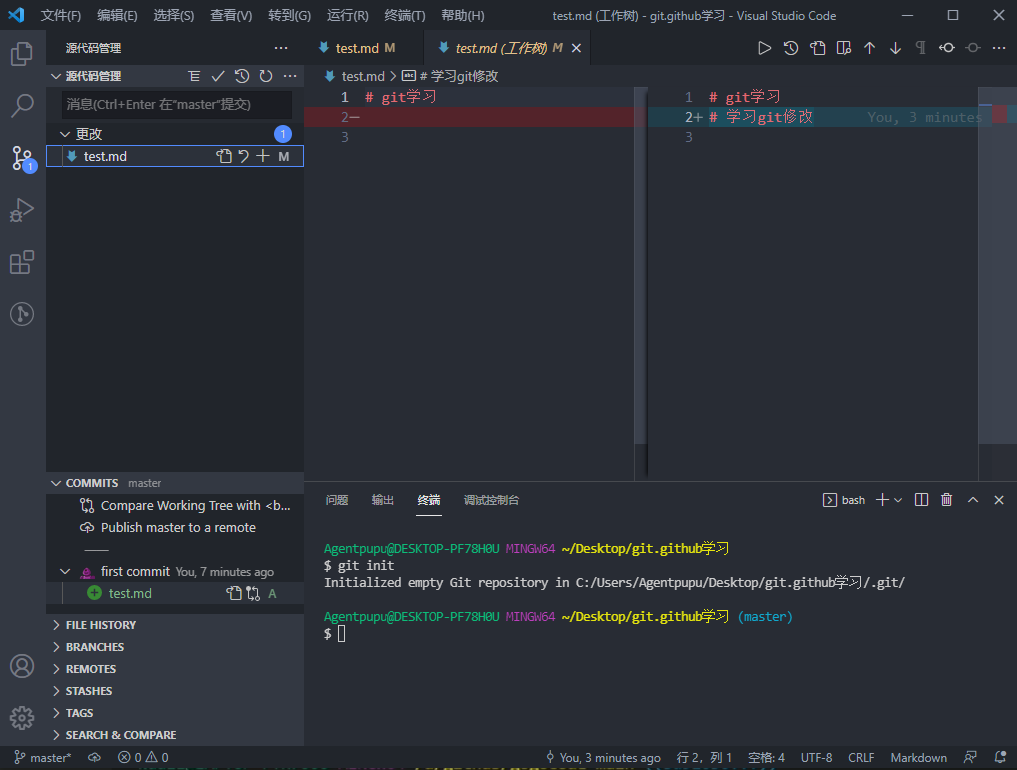 文件(F) 编辑(E) 选择(S) 查看(V) 转到(G) 运行(R) 终端(T) 帮助(H) test.md (工作树) - git.github学习 - Visual Studio Code
源代码管理
test.md M
test.md (工作树) M
源代码管理
test.md > # 学习git修改
消息(Ctrl+Enter 在"master"提交)
更改 1
test.md M
1
1 # git学习
2
3
1 # git学习
2+ # 学习git修改 You, 3 minutes
3
COMMITS master
Compare Working Tree with <b...
Publish master to a remote
first commit You, 7 minutes ago
test.md A
FILE HISTORY
BRANCHES
REMOTES
STASHES
TAGS
SEARCH & COMPARE
问题 输出 终端 调试控制台 bash
Agentpupu@DESKTOP-PF78H0U MINGW64 ~/Desktop/git.github学习
$ git init
Initialized empty Git repository in C:/Users/Agentpupu/Desktop/git.github学习/.git/
Agentpupu@DESKTOP-PF78H0U MINGW64 ~/Desktop/git.github学习 (master)
$
master* 0 0 You, 3 minutes ago 行 2，列 1 空格: 4 UTF-8 CRLF Markdown